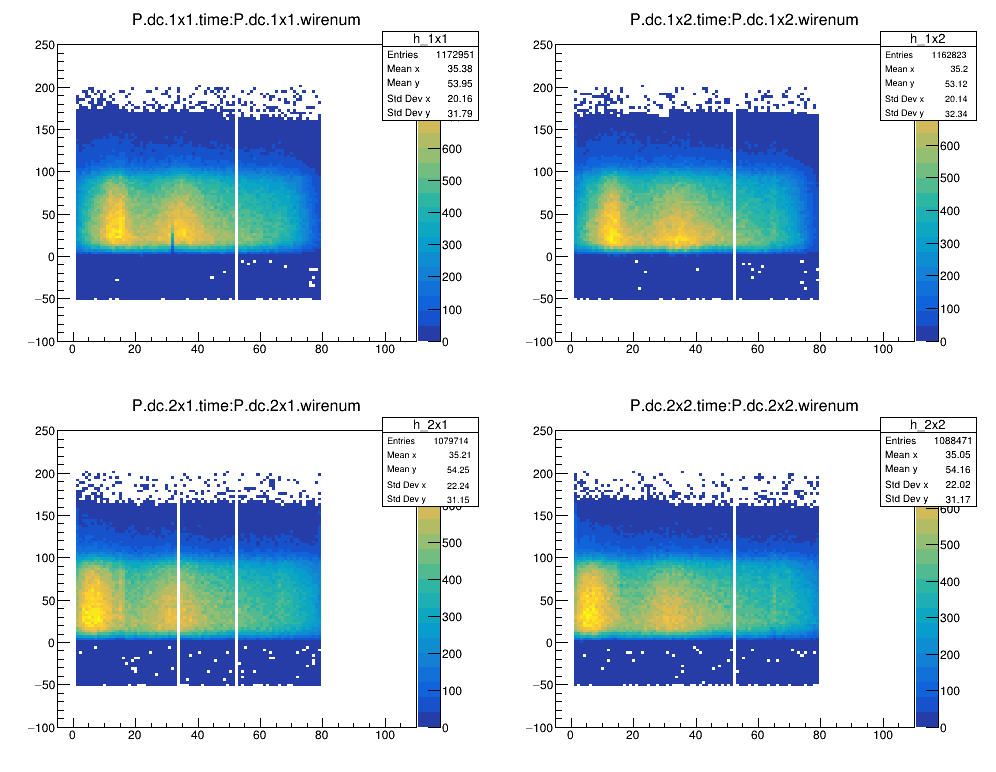 P.dc.1x1.time:P.dc.1x1.wirenum
h_1x1
Entries 1172951
Mean x 35.38
Mean y 53.95
Std Dev x 20.16
Std Dev y 31.79
250
200
150
100
50
0
−50
−100
0 20 40 60 80 100
600
500
400
300
200
100
0
P.dc.1x2.time:P.dc.1x2.wirenum
h_1x2
Entries 1162823
Mean x 35.2
Mean y 53.12
Std Dev x 20.14
Std Dev y 32.34
250
200
150
100
50
0
−50
−100
0 20 40 60 80 100
600
500
400
300
200
100
0
P.dc.2x1.time:P.dc.2x1.wirenum
h_2x1
Entries 1079714
Mean x 35.21
Mean y 54.25
Std Dev x 22.24
Std Dev y 31.15
250
200
150
100
50
0
−50
−100
0 20 40 60 80 100
600
500
400
300
200
100
0
P.dc.2x2.time:P.dc.2x2.wirenum
h_2x2
Entries 1088471
Mean x 35.05
Mean y 54.16
Std Dev x 22.02
Std Dev y 31.17
250
200
150
100
50
0
−50
−100
0 20 40 60 80 100
600
500
400
300
200
100
0